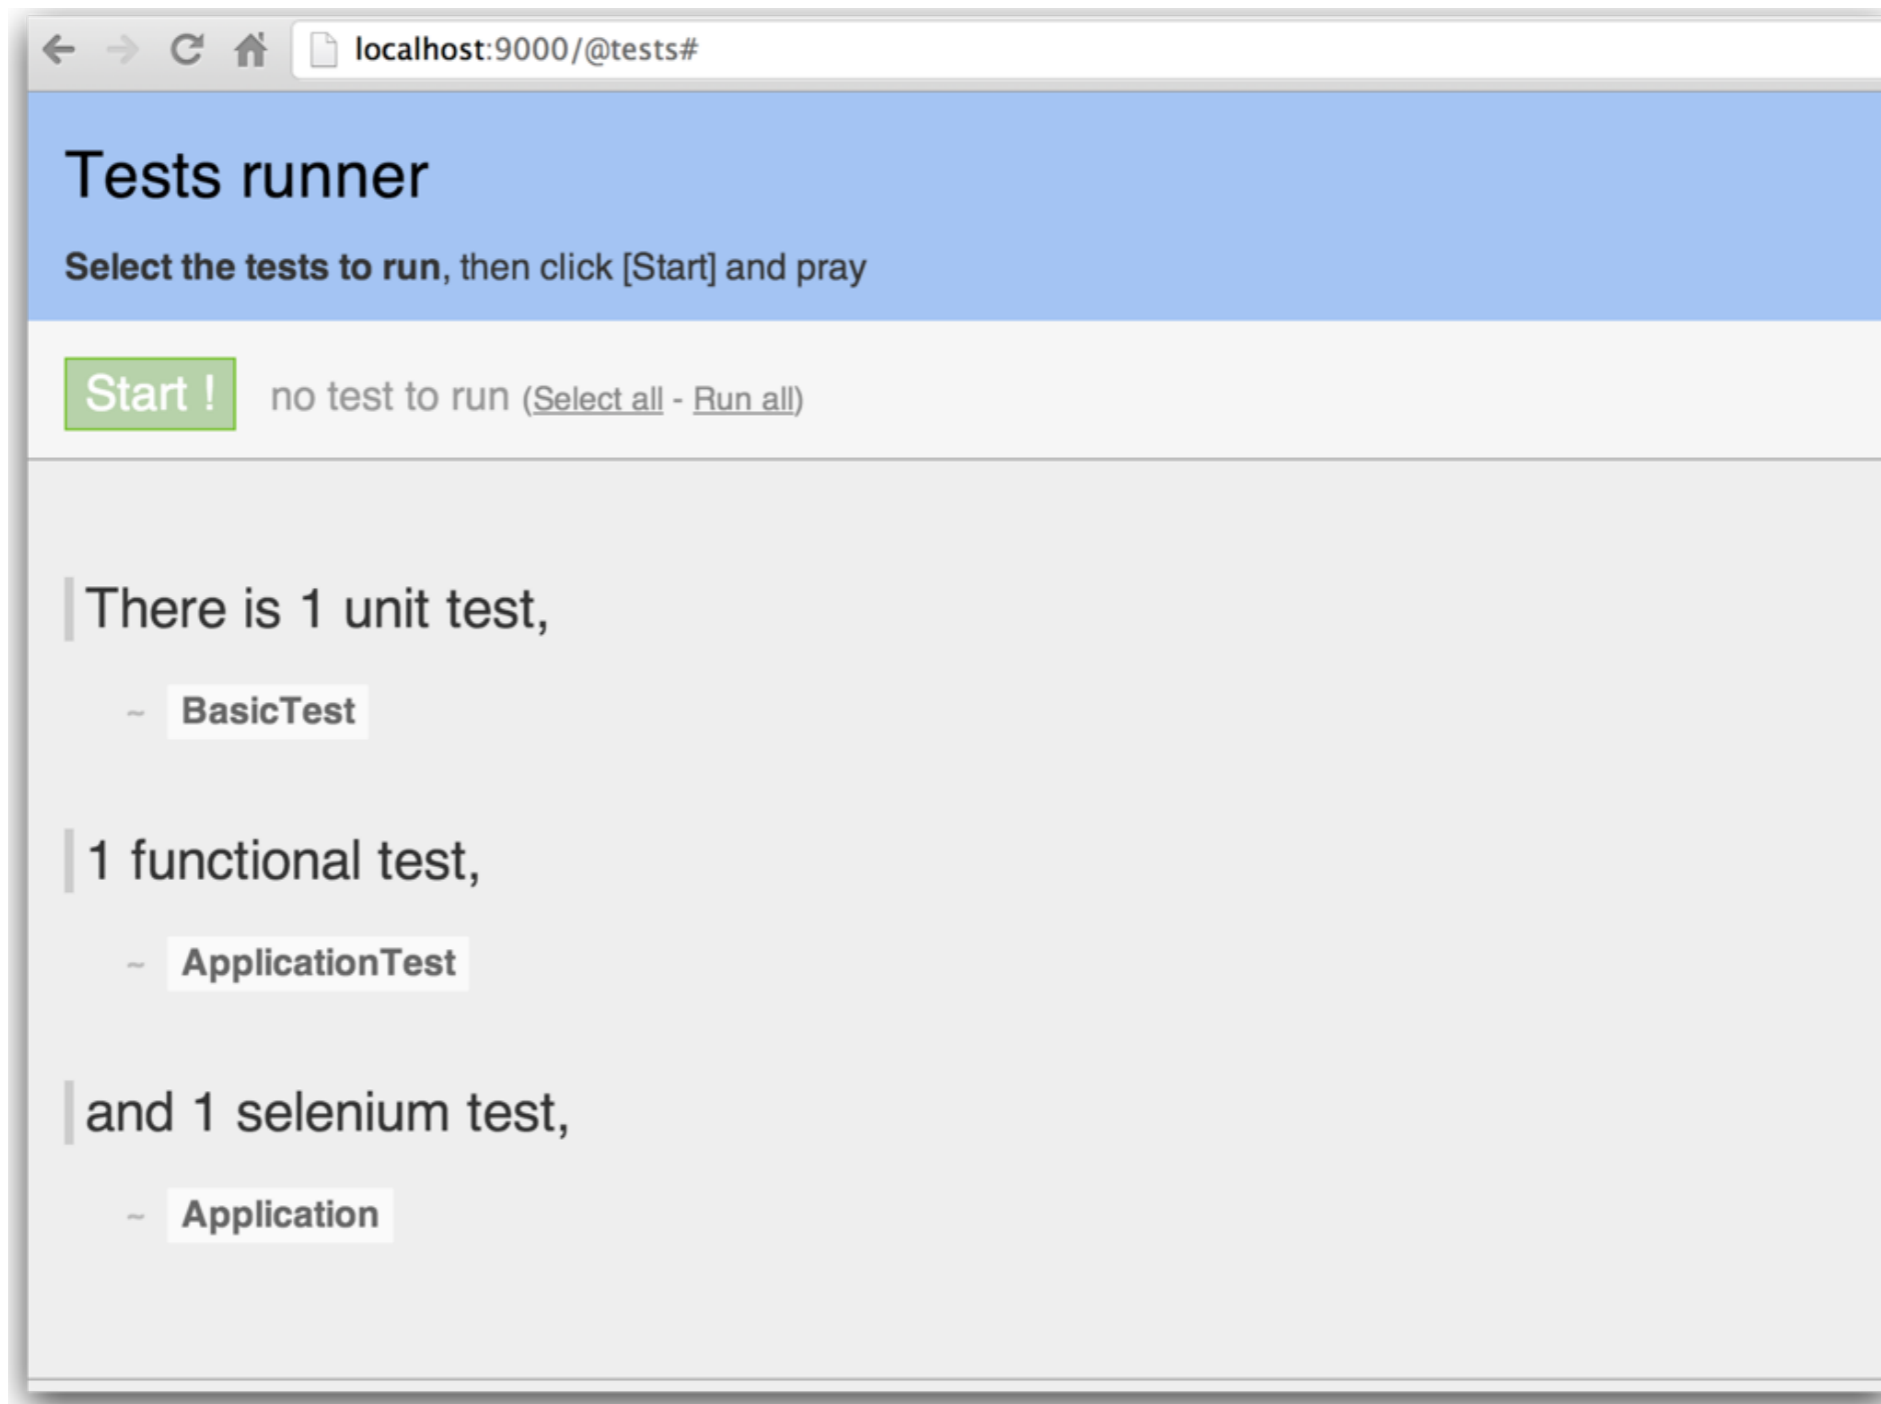 localhost:9000/@tests#
Tests runner
Select the tests to run, then click [Start] and pray
Start ! no test to run (Select all - Run all)
There is 1 unit test,
~ BasicTest
1 functional test,
~ ApplicationTest
and 1 selenium test,
~ Application